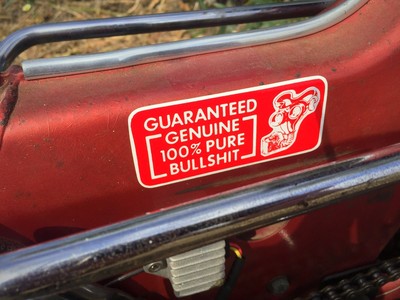 GUARANTEED
GENUINE
100% PURE
BULLSHIT